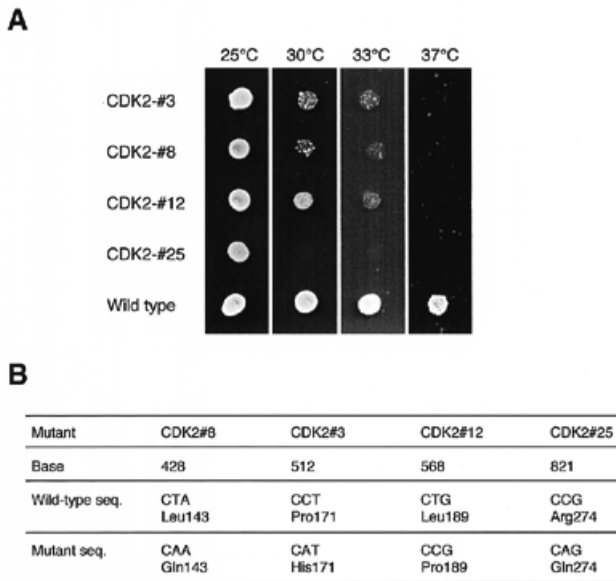 A
25°C 30°C 33°C 37°C
CDK2-#3
CDK2-#8
CDK2-#12
CDK2-#25
Wild type
B
Mutant CDK2#8 CDK2#3 CDK2#12 CDK2#25
Base 428 512 568 821
Wild-type seq. CTA CCT CTG CCG
Leu143 Pro171 Leu189 Arg274
Mutant seq. CAA CAT CCG CAG
Gln143 His171 Pro189 Gln274